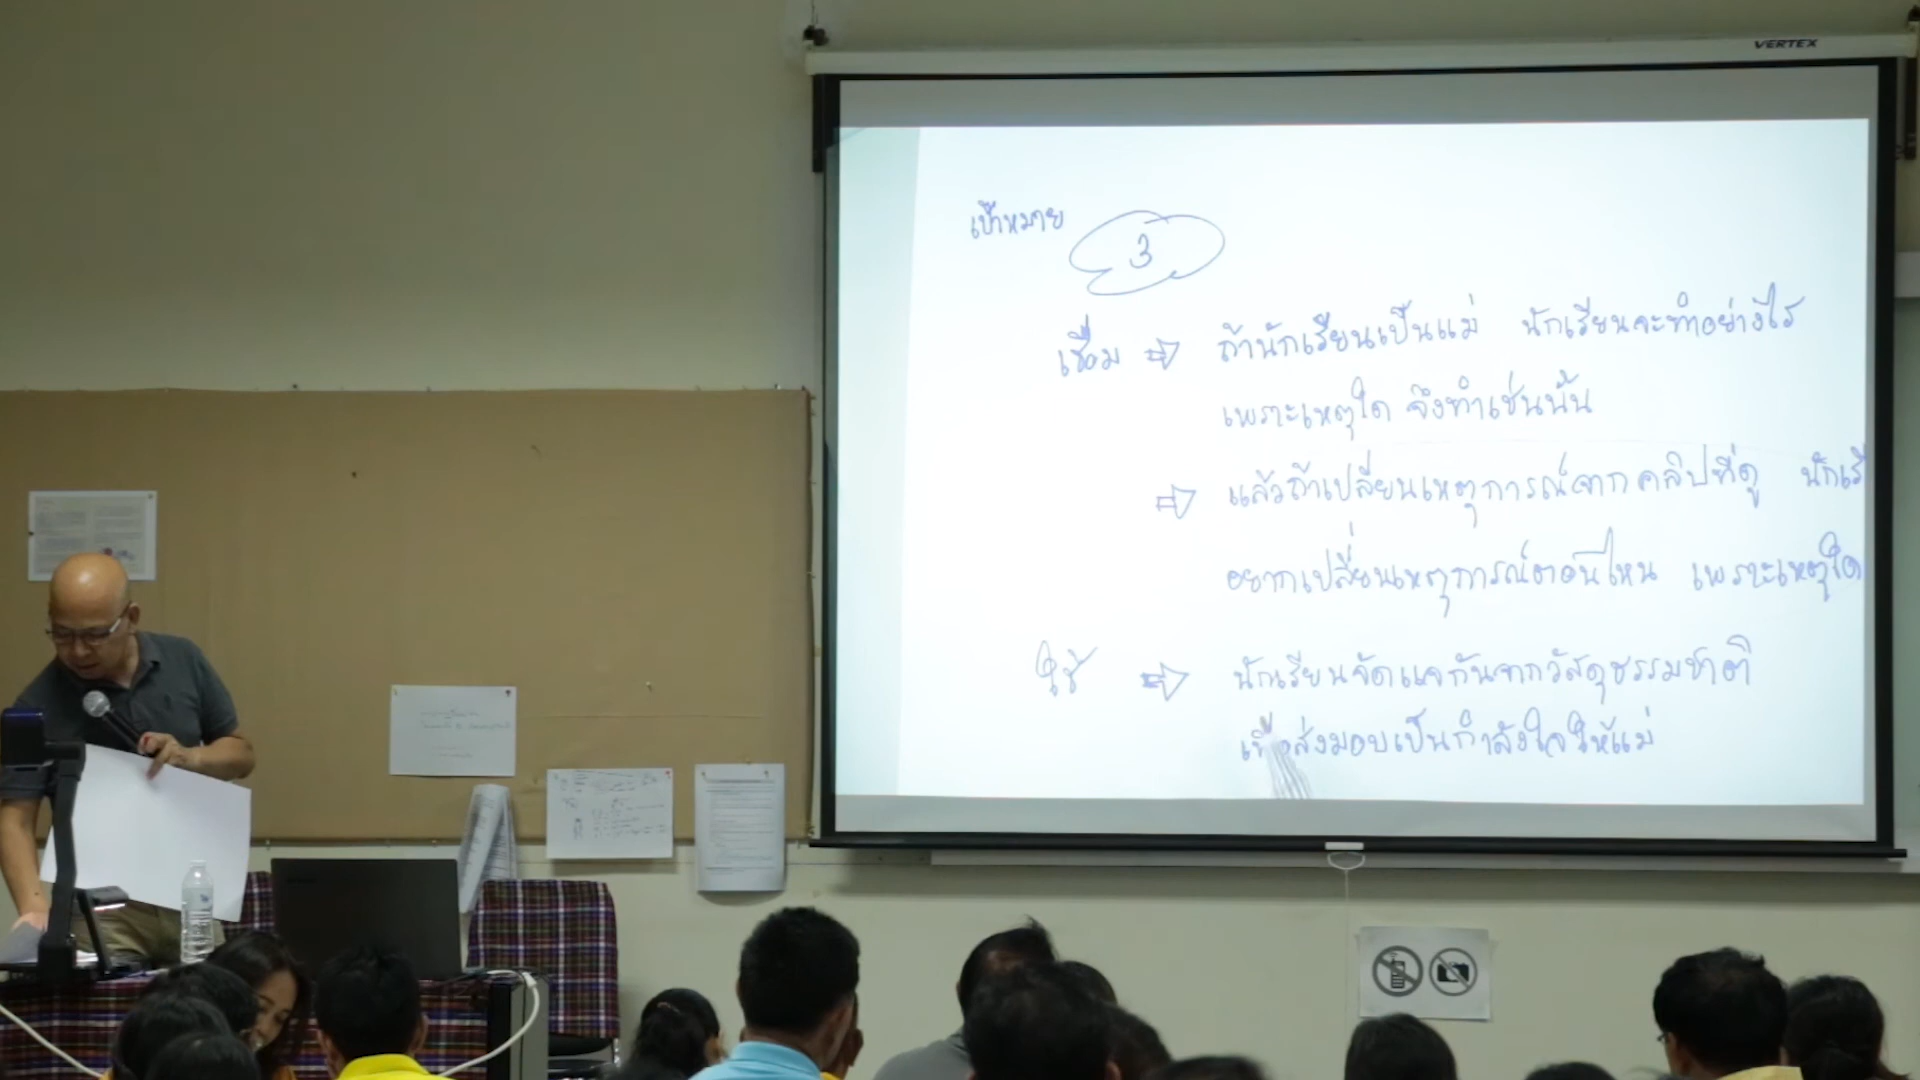 VERTEX
เป้าหมาย
3
เชื่อม ⇒ ถ้านักเรียนเป็นแม่ นักเรียนจะทำอย่างไร
เพราะเหตุใด จึงทำเช่นนั้น
⇒ แล้วถ้าเปลี่ยนเหตุการณ์จากคลิปที่ดู นักเรี
อยากเปลี่ยนเหตุการณ์ตอนไหน เพราะเหตุใด
ใช้ ⇒ นักเรียนจัดแจกันจากวัสดุธรรมชาติ
เพื่อส่งมอบเป็นกำลังใจให้แม่